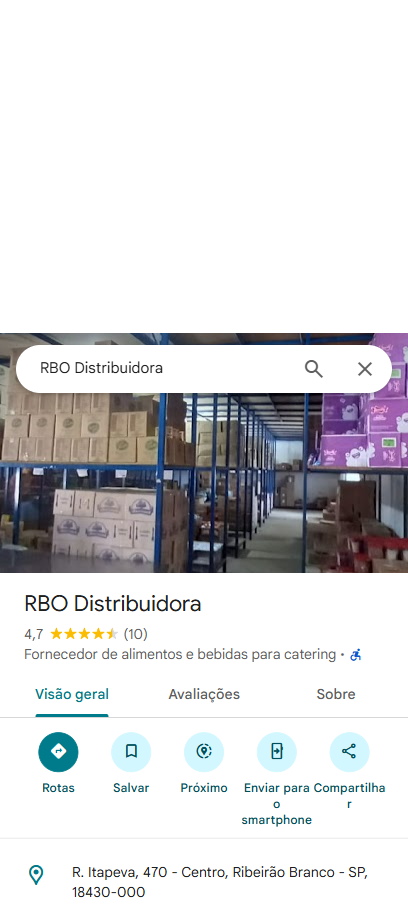 RBO Distribuidora
RBO Distribuidora
4,7 (10)
Fornecedor de alimentos e bebidas para catering ·
Visão geral Avaliações Sobre
Rotas Salvar Próximo Enviar para o smartphone Compartilhar
R. Itapeva, 470 - Centro, Ribeirão Branco - SP,
18430-000